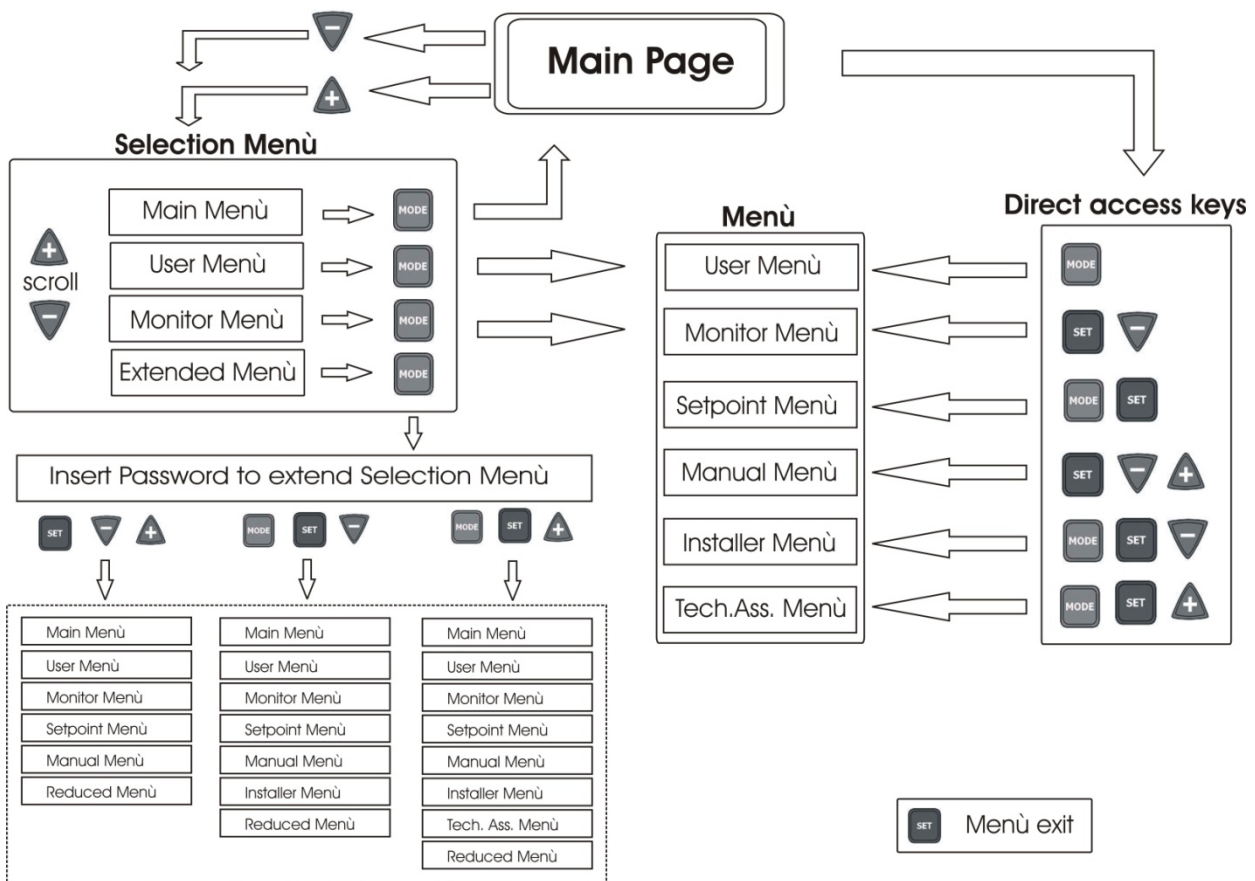 Main Page
−
+
Selection Menù
+
scroll
−
Main Menù
MODE
User Menù
MODE
Monitor Menù
MODE
Extended Menù
MODE
Insert Password to extend Selection Menù
SET − +
MODE SET −
MODE SET +
Main Menù
User Menù
Monitor Menù
Setpoint Menù
Manual Menù
Reduced Menù
Main Menù
User Menù
Monitor Menù
Setpoint Menù
Manual Menù
Installer Menù
Reduced Menù
Main Menù
User Menù
Monitor Menù
Setpoint Menù
Manual Menù
Installer Menù
Tech. Ass. Menù
Reduced Menù
Menù
User Menù
Monitor Menù
Setpoint Menù
Manual Menù
Installer Menù
Tech.Ass. Menù
Direct access keys
MODE
SET −
MODE SET
SET − +
MODE SET −
MODE SET +
SET Menù exit